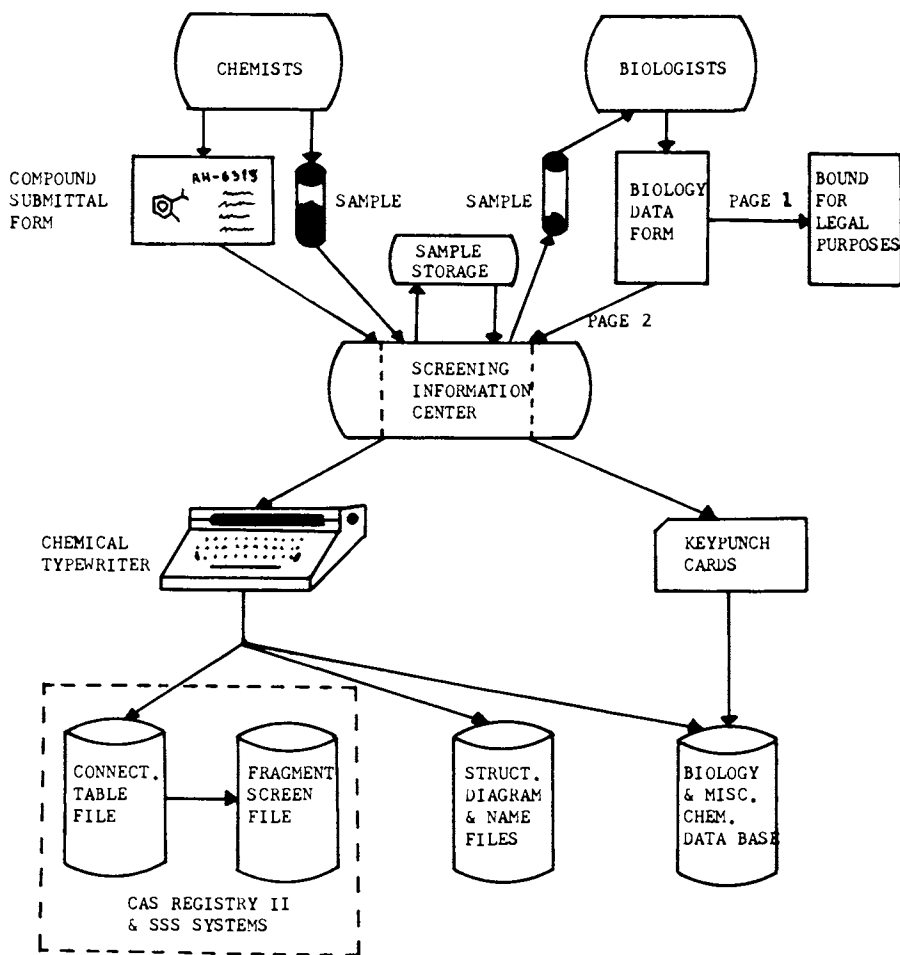 CHEMISTS
BIOLOGISTS
COMPOUND
SUBMITTAL
FORM
AH-6315
SAMPLE
SAMPLE
BIOLOGY
DATA
FORM
PAGE 1
BOUND
FOR
LEGAL
PURPOSES
SAMPLE
STORAGE
PAGE 2
SCREENING
INFORMATION
CENTER
CHEMICAL
TYPEWRITER
KEYPUNCH
CARDS
CONNECT.
TABLE
FILE
FRAGMENT
SCREEN
FILE
STRUCT.
DIAGRAM
& NAME
FILES
BIOLOGY
& MISC.
CHEM.
DATA BASE
CAS REGISTRY II
& SSS SYSTEMS